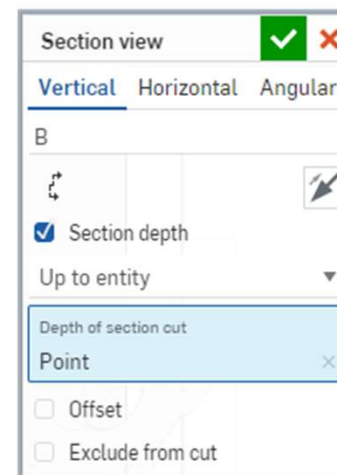 Section view
Vertical Horizontal Angular
B
Section depth
Up to entity
Depth of section cut
Point
Offset
Exclude from cut